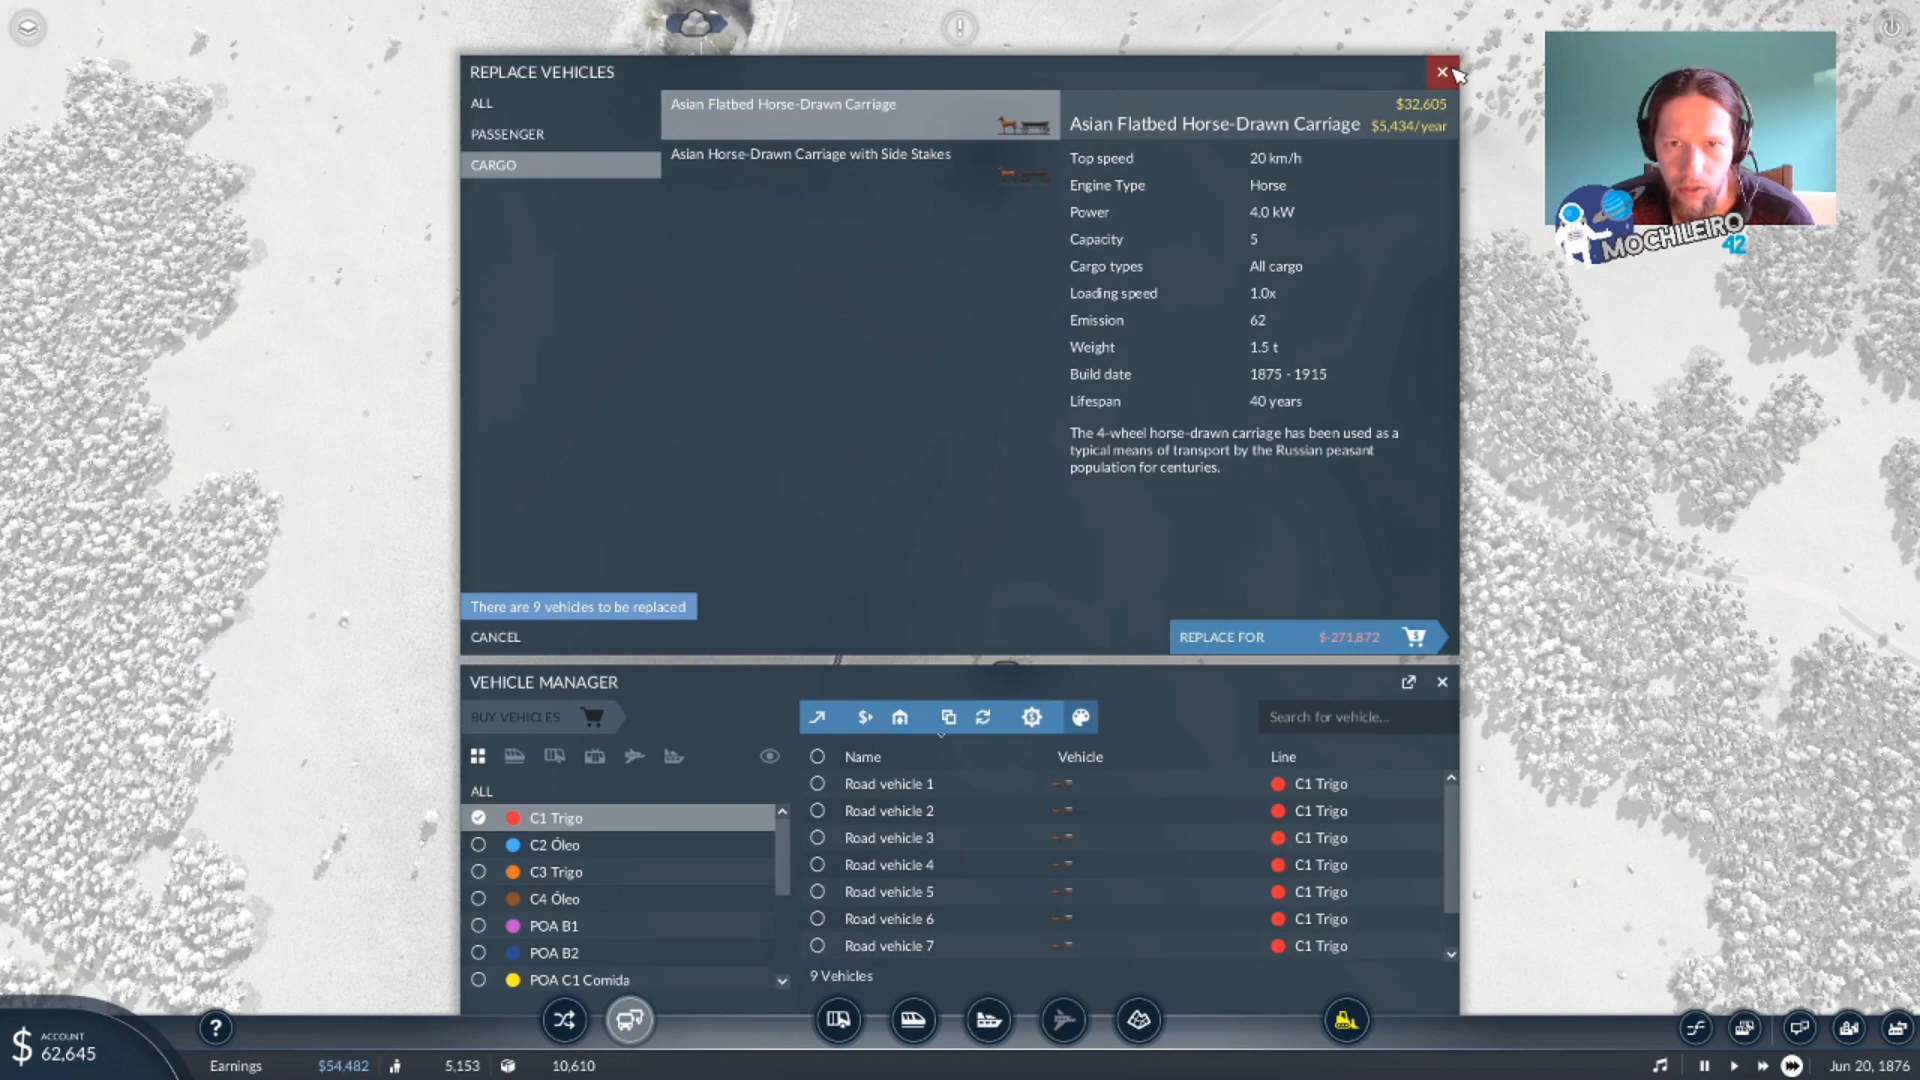 REPLACE VEHICLES
ALL
PASSENGER
CARGO
Asian Flatbed Horse-Drawn Carriage
Asian Horse-Drawn Carriage with Side Stakes
$32,605
Asian Flatbed Horse-Drawn Carriage $5,434/year
Top speed 20 km/h
Engine Type Horse
Power 4.0 kW
Capacity 5
Cargo types All cargo
Loading speed 1.0x
Emission 62
Weight 1.5 t
Build date 1875 - 1915
Lifespan 40 years
The 4-wheel horse-drawn carriage has been used as a
typical means of transport by the Russian peasant
population for centuries.
There are 9 vehicles to be replaced
CANCEL
REPLACE FOR $-271,872
MOCHILEIRO
42
VEHICLE MANAGER
BUY VEHICLES
Search for vehicle...
ALL
C1 Trigo
C2 Óleo
C3 Trigo
C4 Óleo
POA B1
POA B2
POA C1 Comida
Name Vehicle Line
Road vehicle 1 C1 Trigo
Road vehicle 2 C1 Trigo
Road vehicle 3 C1 Trigo
Road vehicle 4 C1 Trigo
Road vehicle 5 C1 Trigo
Road vehicle 6 C1 Trigo
Road vehicle 7 C1 Trigo
9 Vehicles
$ ACCOUNT
62,645
?
Earnings $54,482 5,153 10,610
Jun 20, 1876